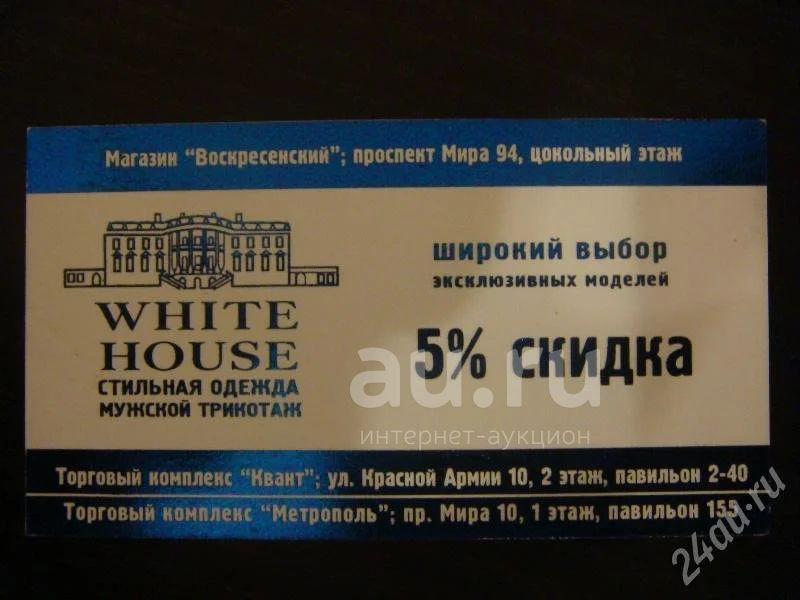 Магазин "Воскресенский"; проспект Мира 94, цокольный этаж
WHITE
HOUSE
СТИЛЬНАЯ ОДЕЖДА
МУЖСКОЙ ТРИКОТАЖ
широкий выбор
эксклюзивных моделей
5% скидка
au.ru
интернет-аукцион
Торговый комплекс "Квант"; ул. Красной Армии 10, 2 этаж, павильон 2-40
Торговый комплекс "Метрополь"; пр. Мира 10, 1 этаж, павильон 155
24au.ru